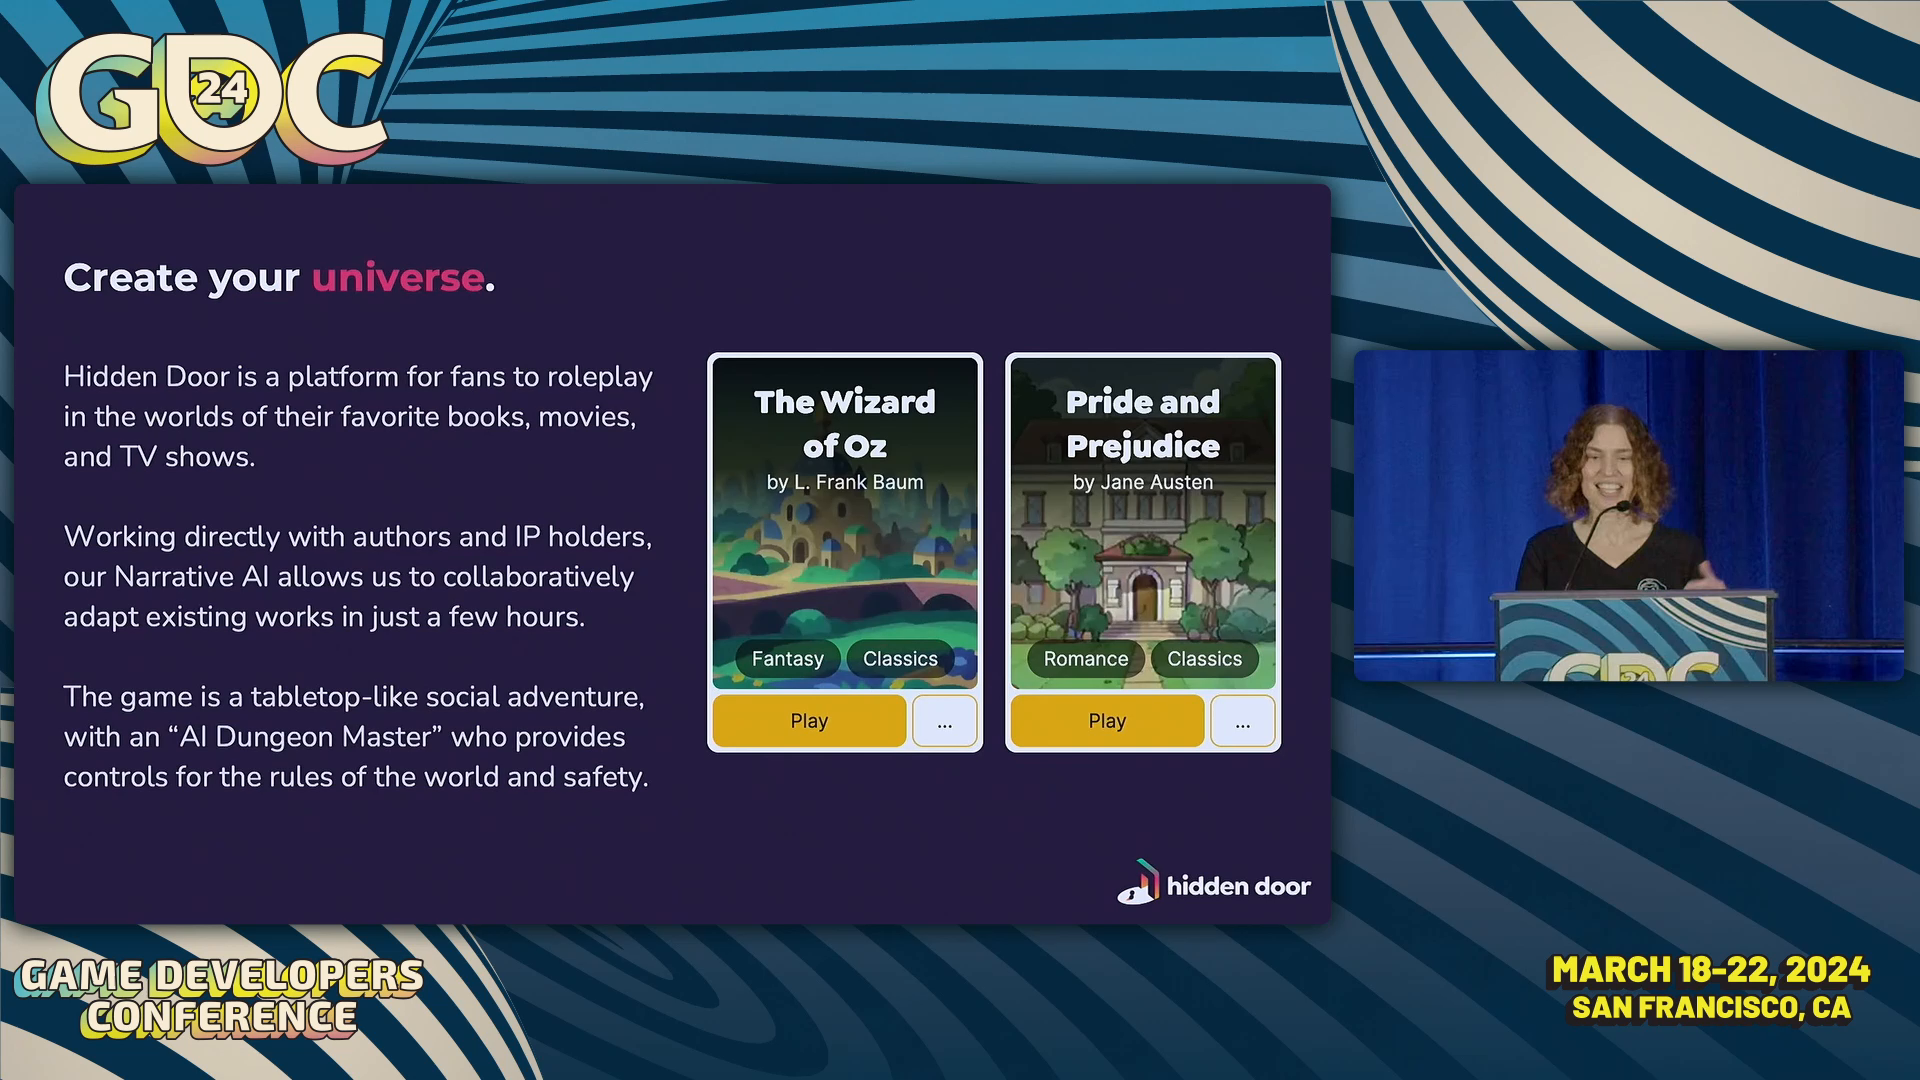 GDC
24
Create your universe.
Hidden Door is a platform for fans to roleplay
in the worlds of their favorite books, movies,
and TV shows.
Working directly with authors and IP holders,
our Narrative AI allows us to collaboratively
adapt existing works in just a few hours.
The game is a tabletop-like social adventure,
with an “AI Dungeon Master” who provides
controls for the rules of the world and safety.
The Wizard
of Oz
by L. Frank Baum
Fantasy
Classics
Play
...
Pride and
Prejudice
by Jane Austen
Romance
Classics
Play
...
hidden door
GDC
24
GAME DEVELOPERS
CONFERENCE
MARCH 18-22, 2024
SAN FRANCISCO, CA